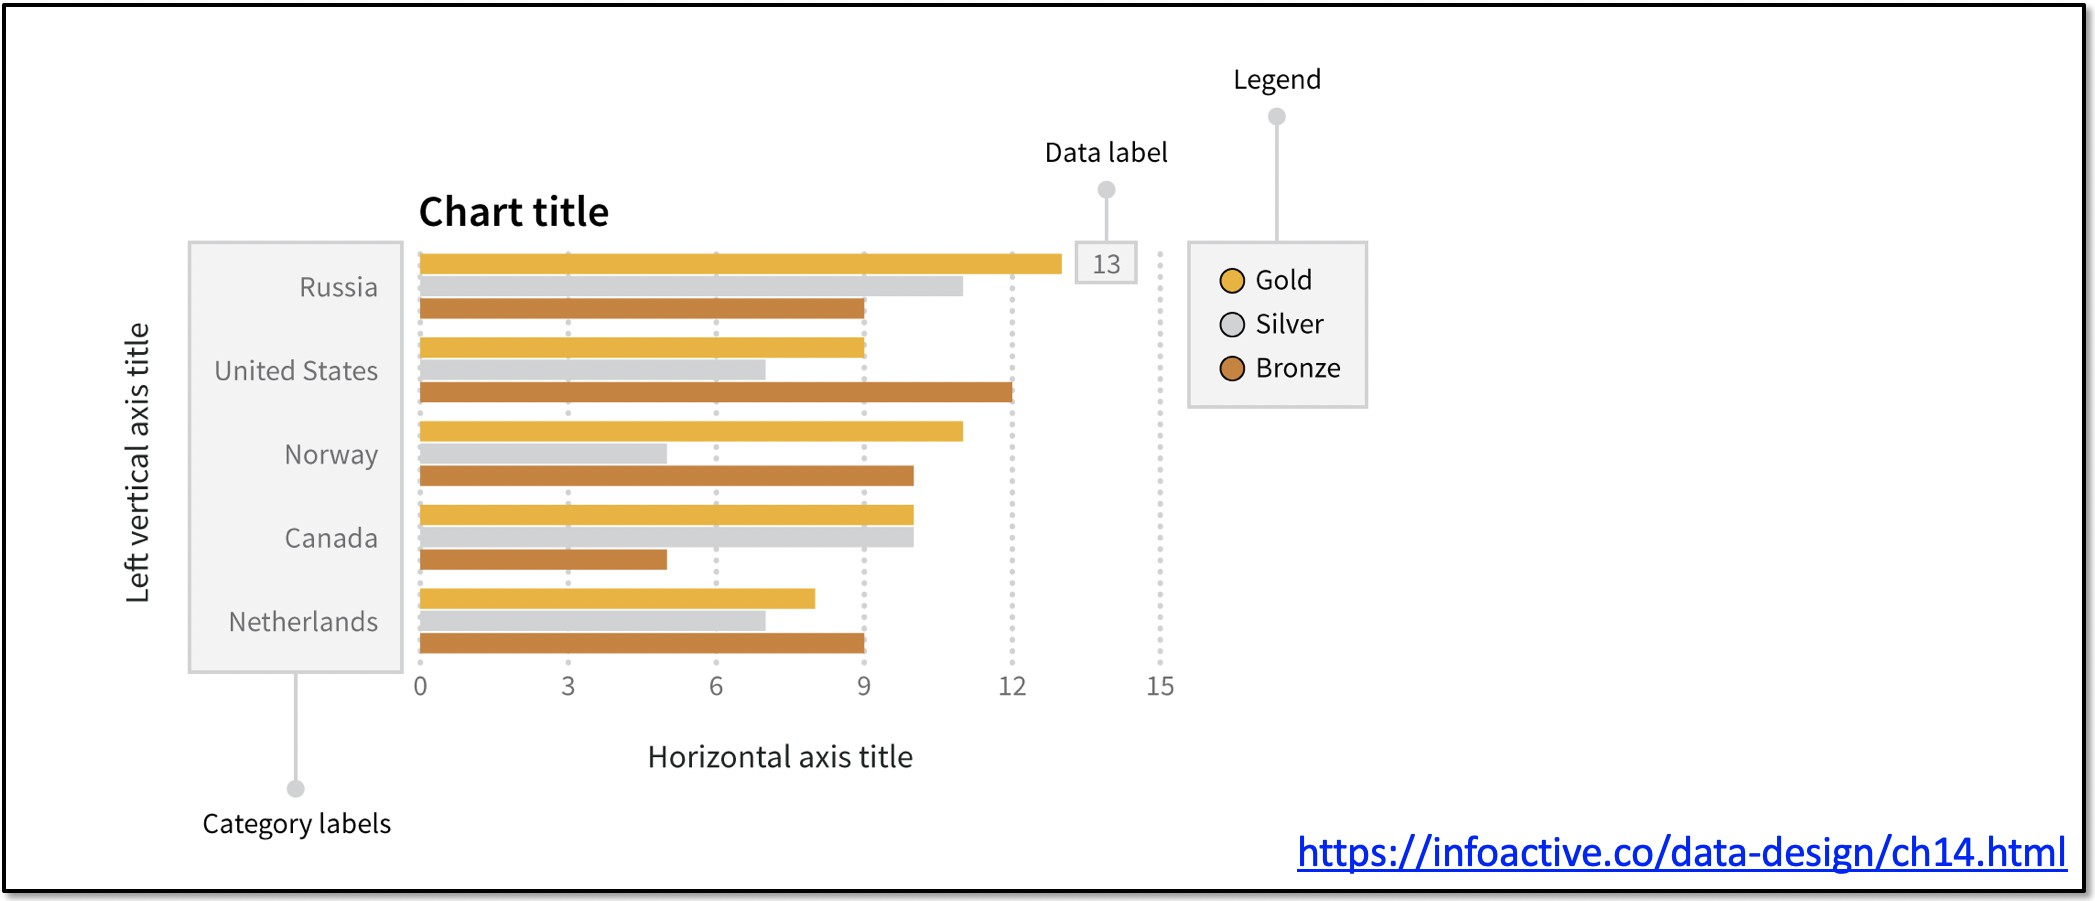 Legend
Data label
Chart title
13
Gold
Silver
Bronze
Left vertical axis title
Russia
United States
Norway
Canada
Netherlands
0 3 6 9 12 15
Horizontal axis title
Category labels
https://infoactive.co/data-design/ch14.html